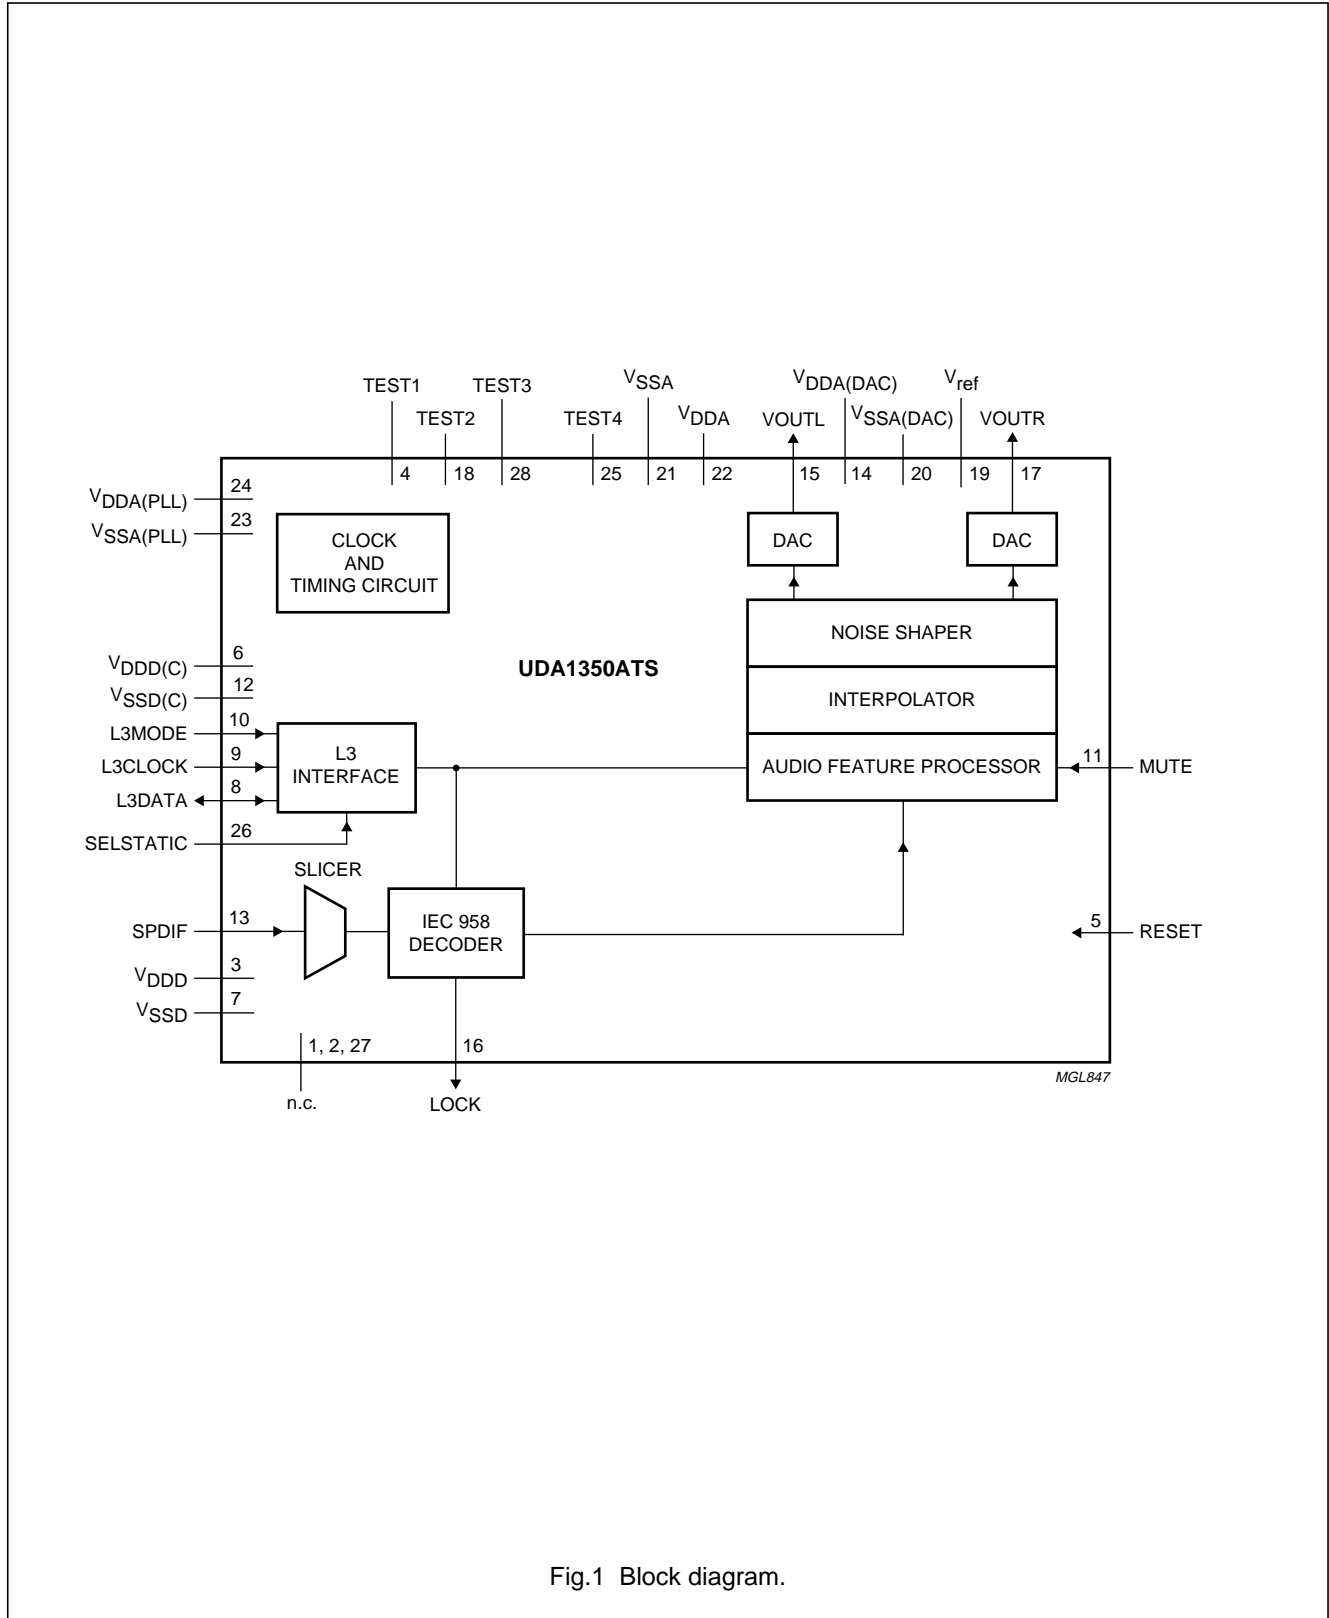 TEST1
TEST3
VSSA
VDDA(DAC)
Vref
TEST2
TEST4
VDDA
VOUTL
VSSA(DAC)
VOUTR
4
18
28
25
21
22
15
14
20
19
17
VDDA(PLL)
24
VSSA(PLL)
23
CLOCK
AND
TIMING CIRCUIT
DAC
DAC
NOISE SHAPER
VDDD(C)
6
UDA1350ATS
VSSD(C)
12
INTERPOLATOR
L3MODE
10
L3CLOCK
9
L3DATA
8
L3
INTERFACE
AUDIO FEATURE PROCESSOR
11
MUTE
SELSTATIC
26
SLICER
SPDIF
13
IEC 958
DECODER
5
RESET
VDDD
3
VSSD
7
1, 2, 27
16
n.c.
LOCK
MGL847
Fig.1 Block diagram.